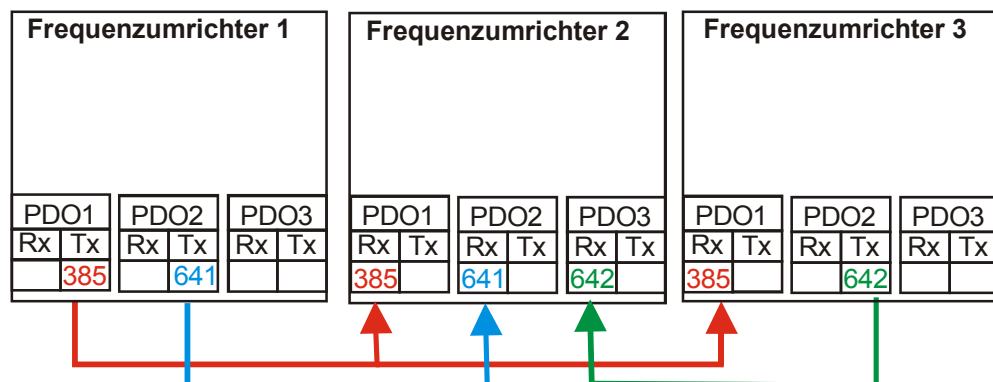 Frequenzumrichter 1
Frequenzumrichter 2
Frequenzumrichter 3
PDO1 PDO2 PDO3
Rx Tx Rx Tx Rx Tx
385 641
PDO1 PDO2 PDO3
Rx Tx Rx Tx Rx Tx
385 641 642
PDO1 PDO2 PDO3
Rx Tx Rx Tx Rx Tx
385 642